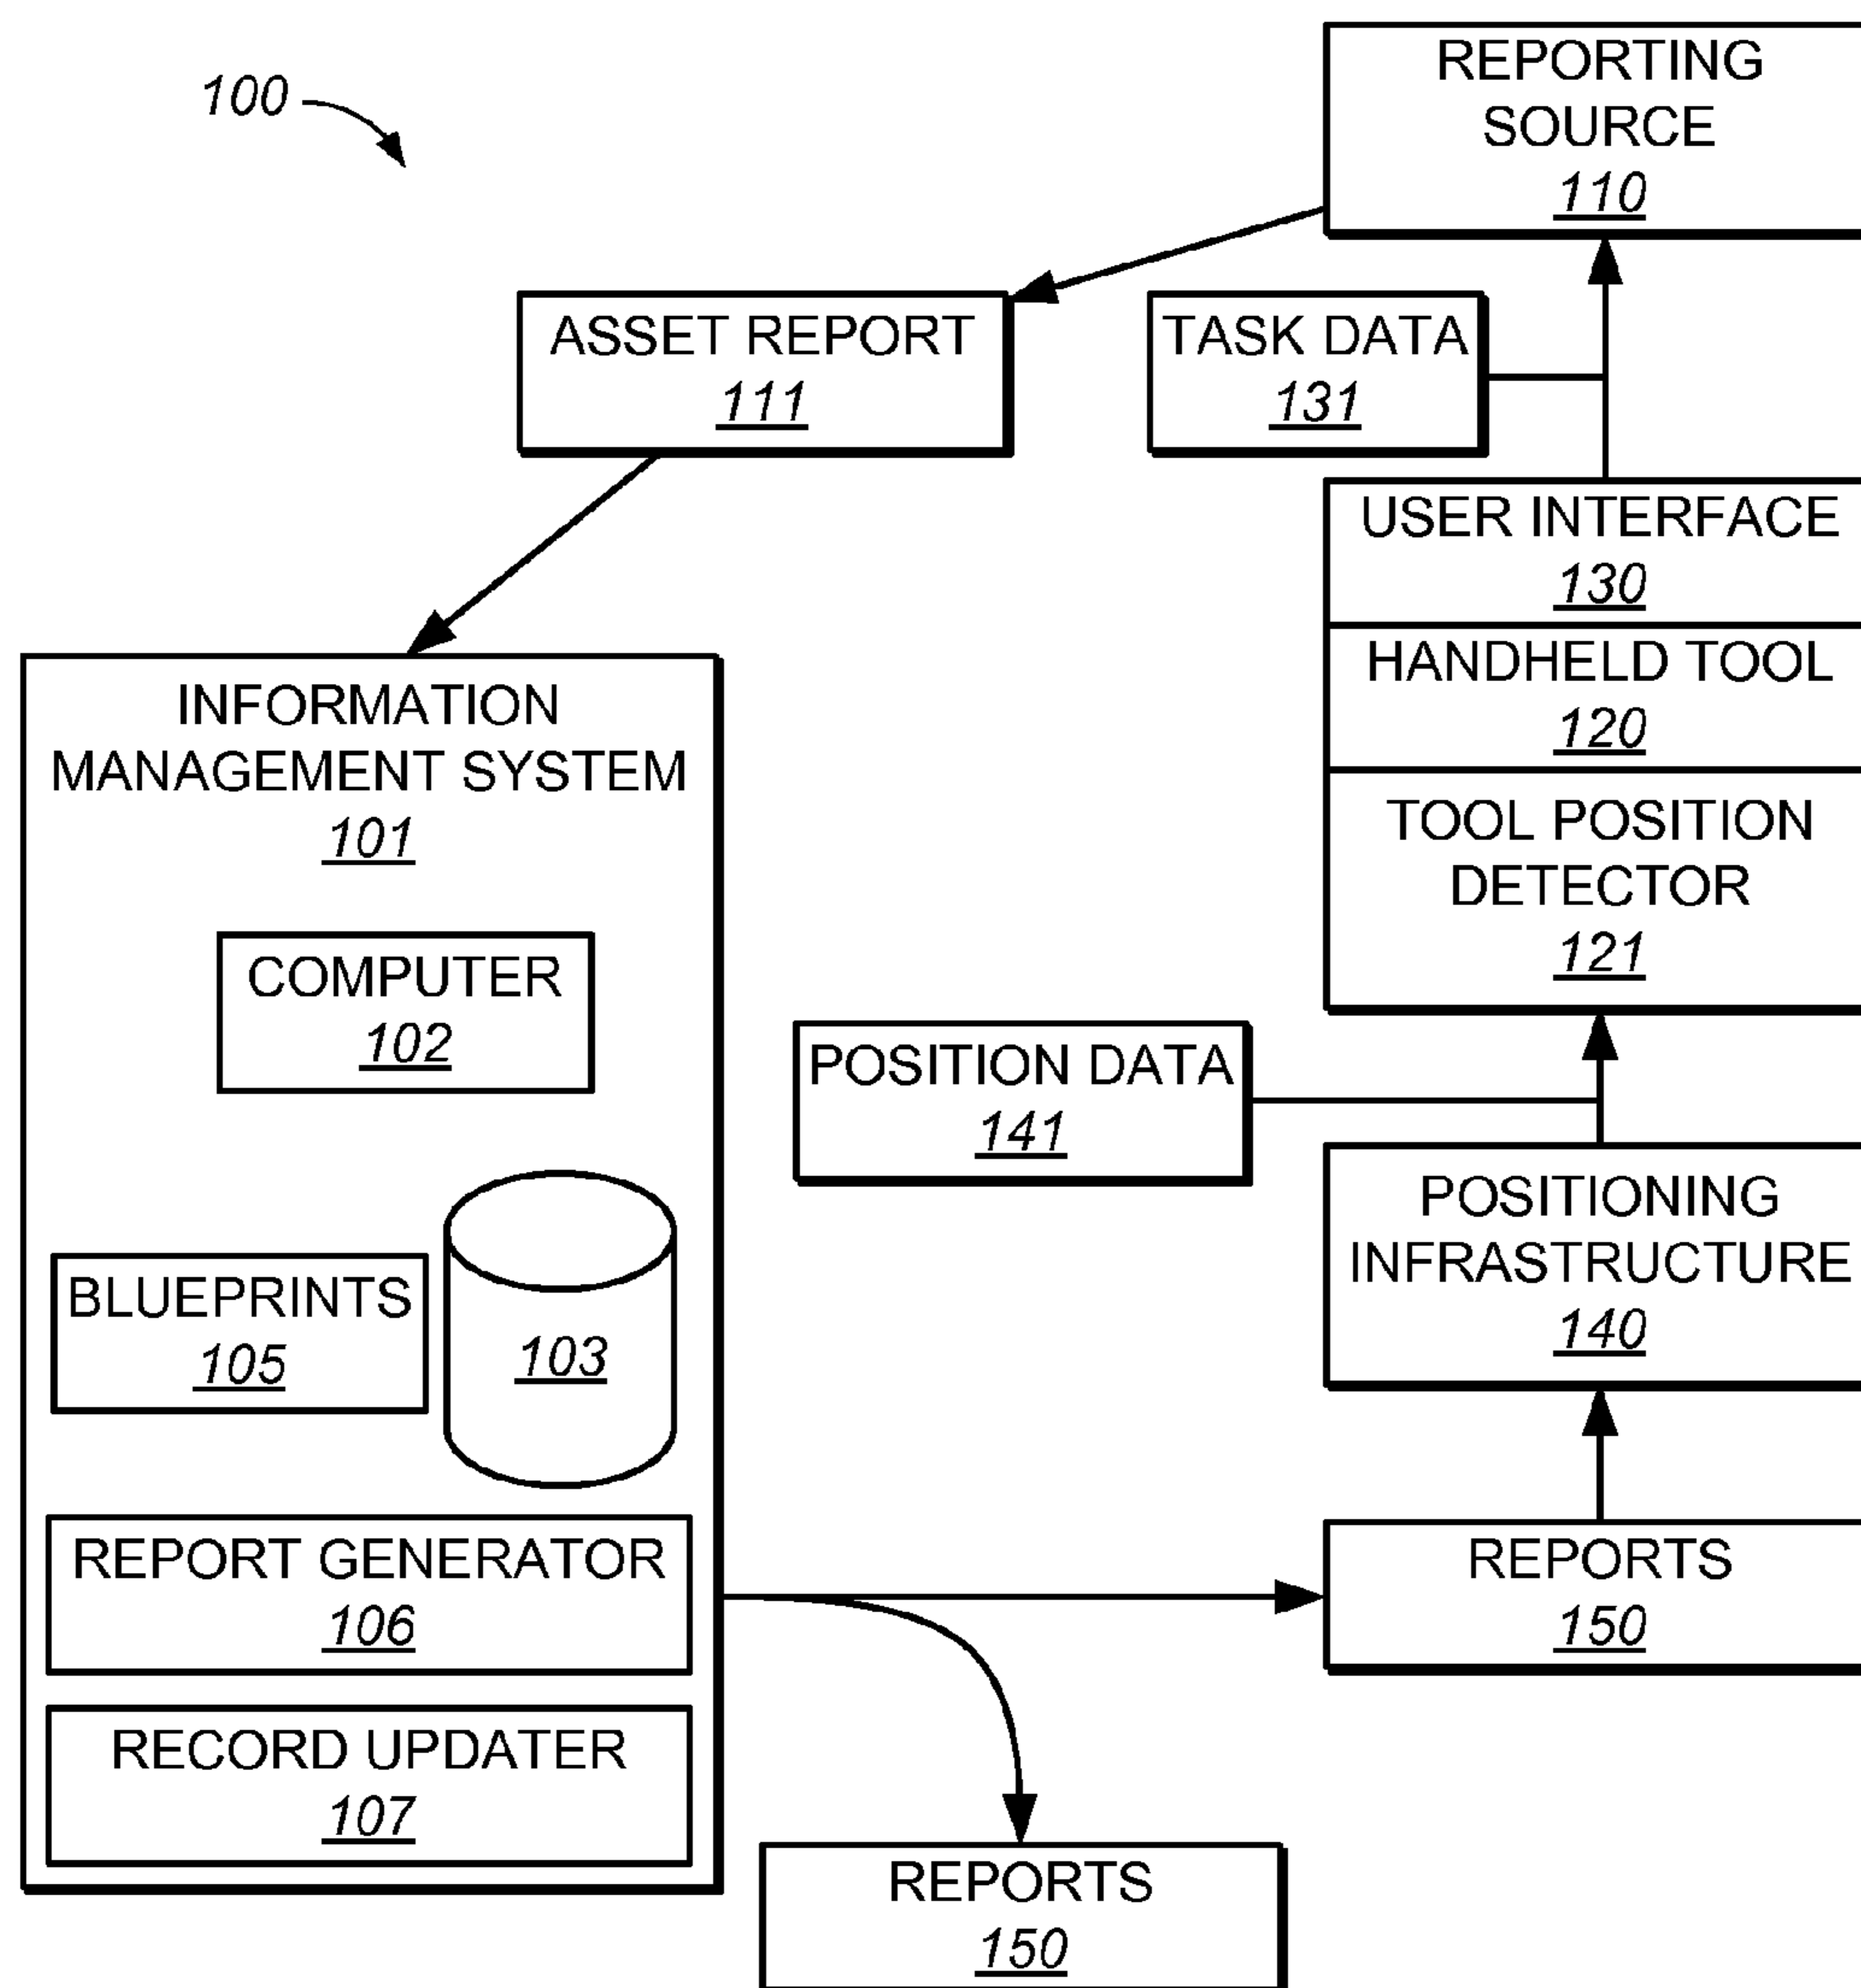 100
REPORTING
SOURCE
110
ASSET REPORT
111
TASK DATA
131
USER INTERFACE
130
HANDHELD TOOL
120
TOOL POSITION
DETECTOR
121
INFORMATION
MANAGEMENT SYSTEM
101
COMPUTER
102
POSITION DATA
141
POSITIONING
INFRASTRUCTURE
140
BLUEPRINTS
105
103
REPORT GENERATOR
106
REPORTS
150
RECORD UPDATER
107
REPORTS
150